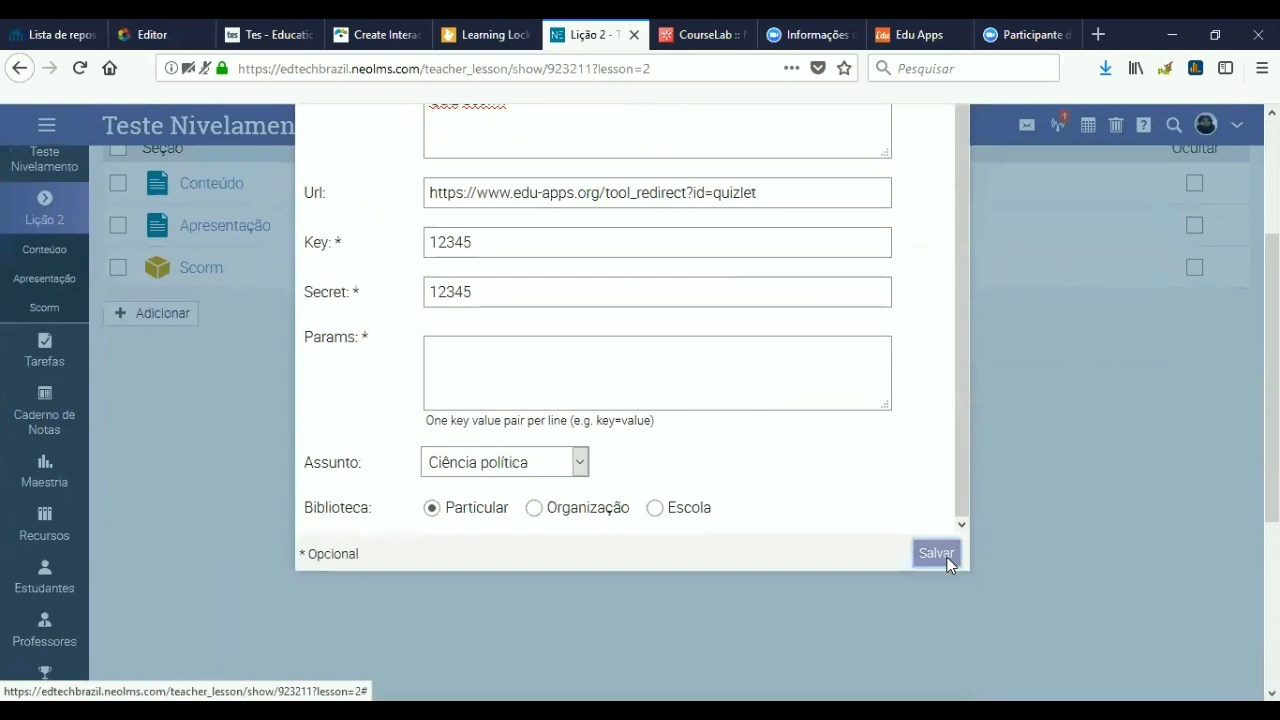 Lista de repos
Editor
tes Tes - Educatic
Create Interac
Learning Lock
NE Lição 2 - T
CourseLab ::
Informações
Edu Edu Apps
Participante d
https://edtechbrazil.neolms.com/teacher_lesson/show/923211?lesson=2
Pesquisar
Teste Nivelamen
1
Teste
Nivelamento
Lição 2
Conteúdo
Apresentação
Scorm
Tarefas
Caderno de
Notas
Maestria
Recursos
Estudantes
Professores
Seção
Ocultar
Conteúdo
Apresentação
Scorm
+ Adicionar
Url:
https://www.edu-apps.org/tool_redirect?id=quizlet
Key: *
12345
Secret: *
12345
Params: *
One key value pair per line (e.g. key=value)
Assunto:
Ciência política
Biblioteca:
Particular
Organização
Escola
* Opcional
Salvar
https://edtechbrazil.neolms.com/teacher_lesson/show/923211?lesson=2#